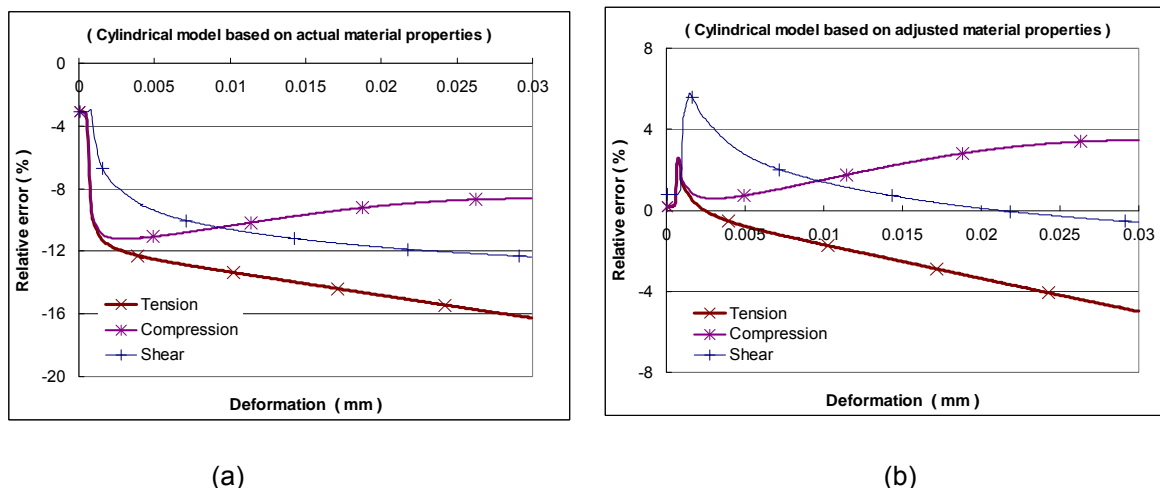 ( Cylindrical model based on actual material properties )
0
0 0.005 0.01 0.015 0.02 0.025 0.03
-4
-8
-12
-16
-20
Relative error ( % )
Tension
Compression
Shear
Deformation ( mm )
(a)
( Cylindrical model based on adjusted material properties )
8
4
0
-4
-8
0 0.005 0.01 0.015 0.02 0.025 0.03
Relative error ( % )
Tension
Compression
Shear
Deformation ( mm )
(b)